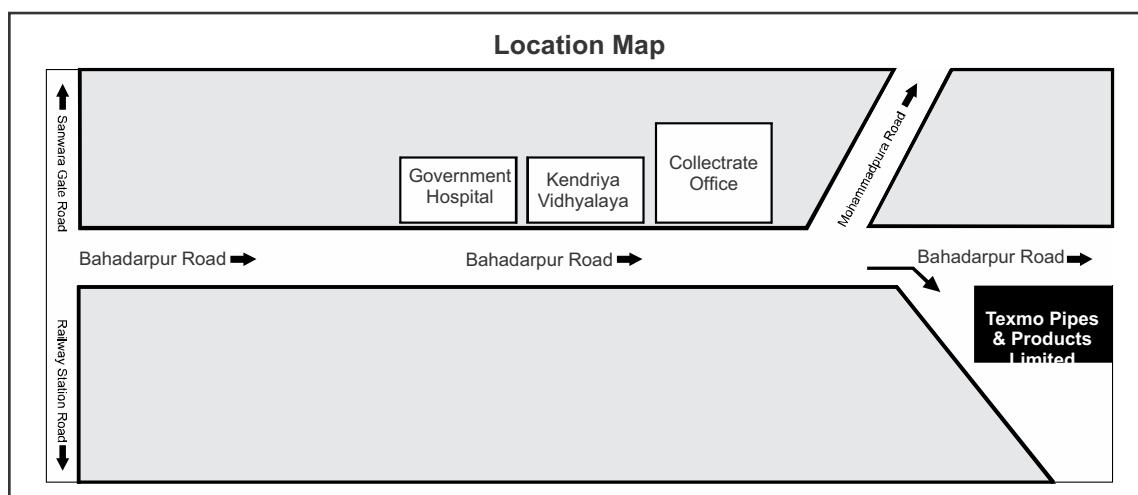 Location Map
Sanwara Gate Road
Mohammadpura Road
Government
Hospital
Kendriya
Vidhyalaya
Collectrate
Office
Bahadarpur Road
Bahadarpur Road
Bahadarpur Road
Railway Station Road
Texmo Pipes
& Products
Limited